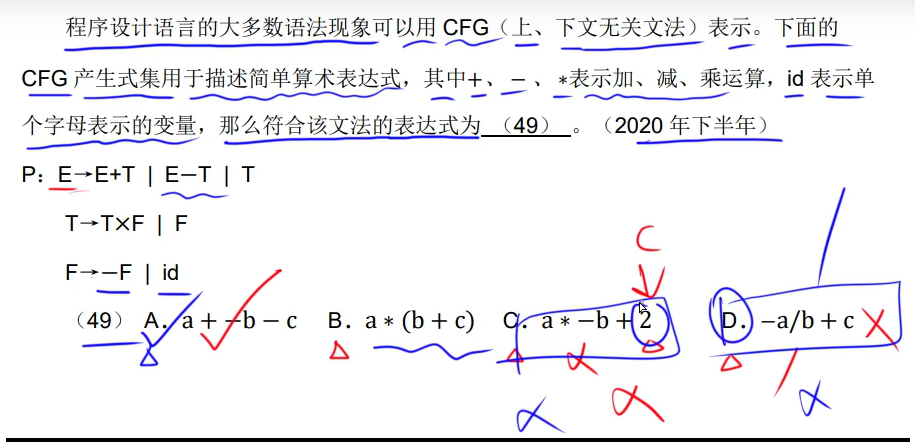 C
程序设计语言的大多数语法现象可以用 CFG（上、下文无关文法）表示。下面的
CFG 产生式集用于描述简单算术表达式，其中+、－、*表示加、减、乘运算，id 表示单
个字母表示的变量，那么符合该文法的表达式为 （49） 。（2020 年下半年）
P：E→E+T | E−T | T
T→T×F | F
F→−F | id
（49） A．a + −b − c B．a ∗ (b + c) C．a ∗ −b + 2 D．−a/b + c